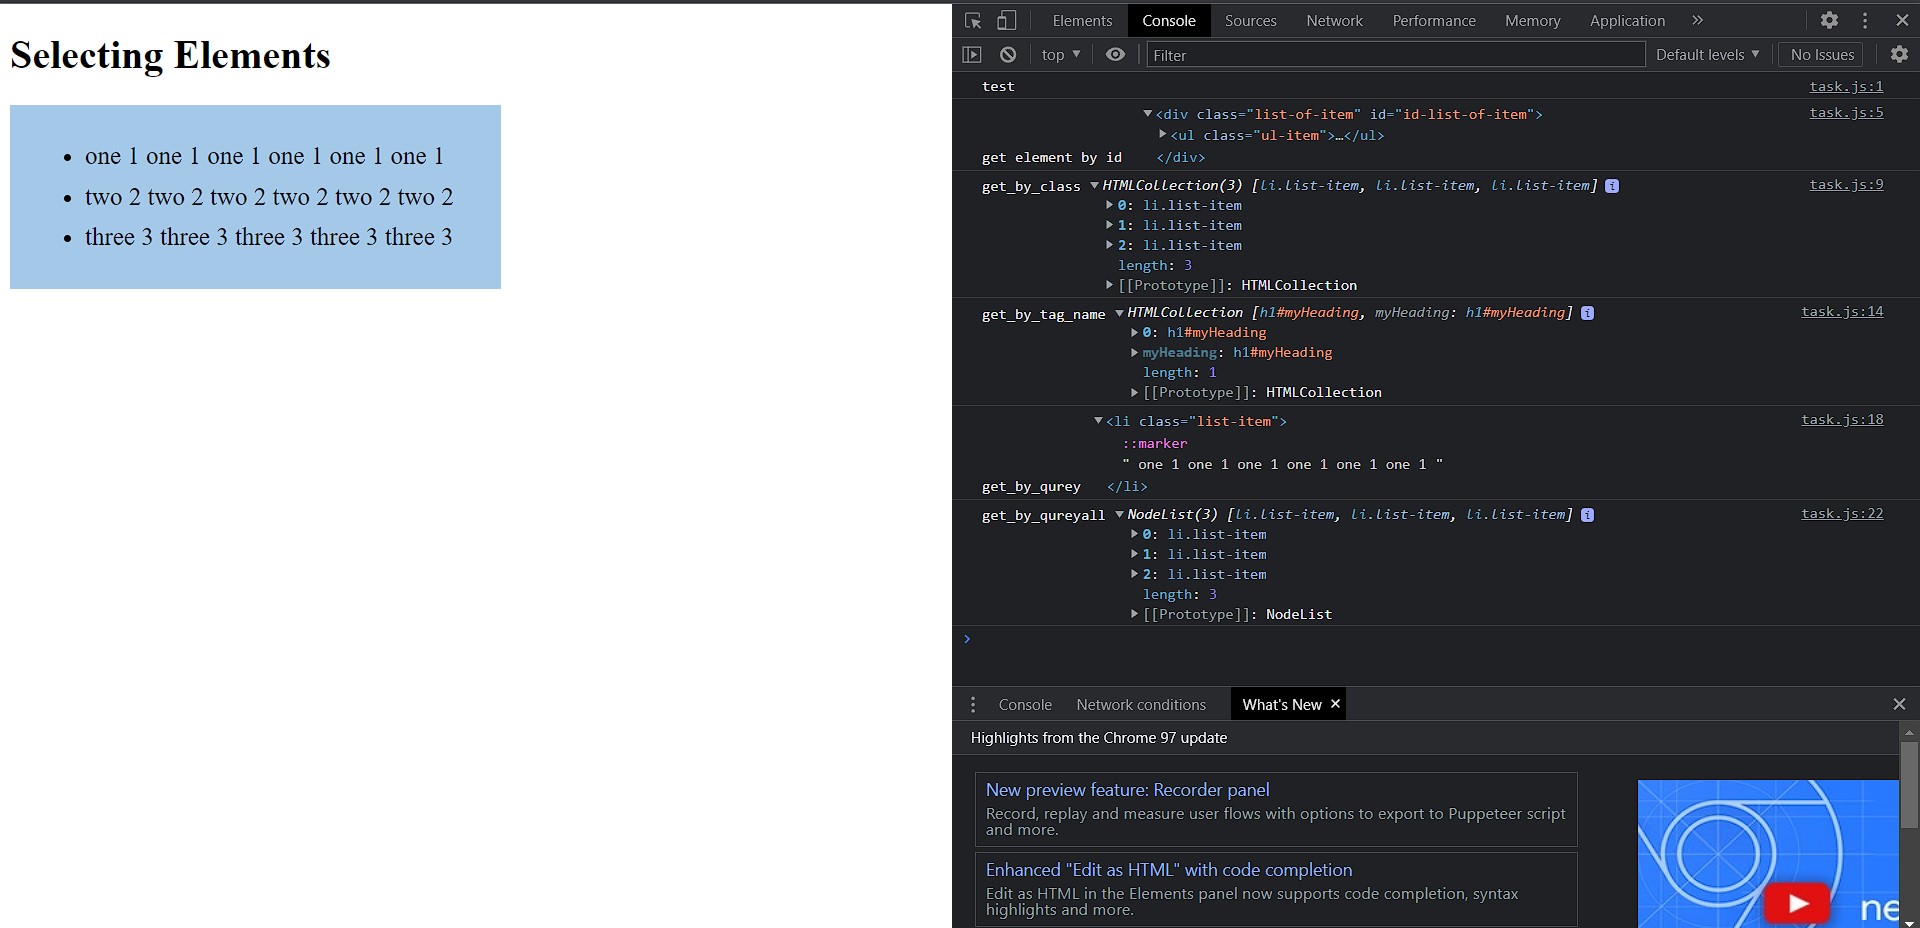 Selecting Elements
one 1 one 1 one 1 one 1 one 1 one 1
two 2 two 2 two 2 two 2 two 2 two 2
three 3 three 3 three 3 three 3 three 3
Elements Console Sources Network Performance Memory Application »
top ▼ Filter Default levels ▼ No Issues
test task.js:1
▼<div class="list-of-item" id="id-list-of-item"> task.js:5
▶<ul class="ul-item">…</ul>
get element by id </div>
get_by_class ▼HTMLCollection(3) [li.list-item, li.list-item, li.list-item] i task.js:9
▶0: li.list-item
▶1: li.list-item
▶2: li.list-item
length: 3
▶[[Prototype]]: HTMLCollection
get_by_tag_name ▼HTMLCollection [h1#myHeading, myHeading: h1#myHeading] i task.js:14
▶0: h1#myHeading
▶myHeading: h1#myHeading
length: 1
▶[[Prototype]]: HTMLCollection
▼<li class="list-item"> task.js:18
::marker
" one 1 one 1 one 1 one 1 one 1 one 1 "
get_by_qurey </li>
get_by_qureyall ▼NodeList(3) [li.list-item, li.list-item, li.list-item] i task.js:22
▶0: li.list-item
▶1: li.list-item
▶2: li.list-item
length: 3
▶[[Prototype]]: NodeList
>
Console Network conditions What's New ×
Highlights from the Chrome 97 update
New preview feature: Recorder panel
Record, replay and measure user flows with options to export to Puppeteer script
and more.
Enhanced "Edit as HTML" with code completion
Edit as HTML in the Elements panel now supports code completion, syntax
highlights and more.
ne